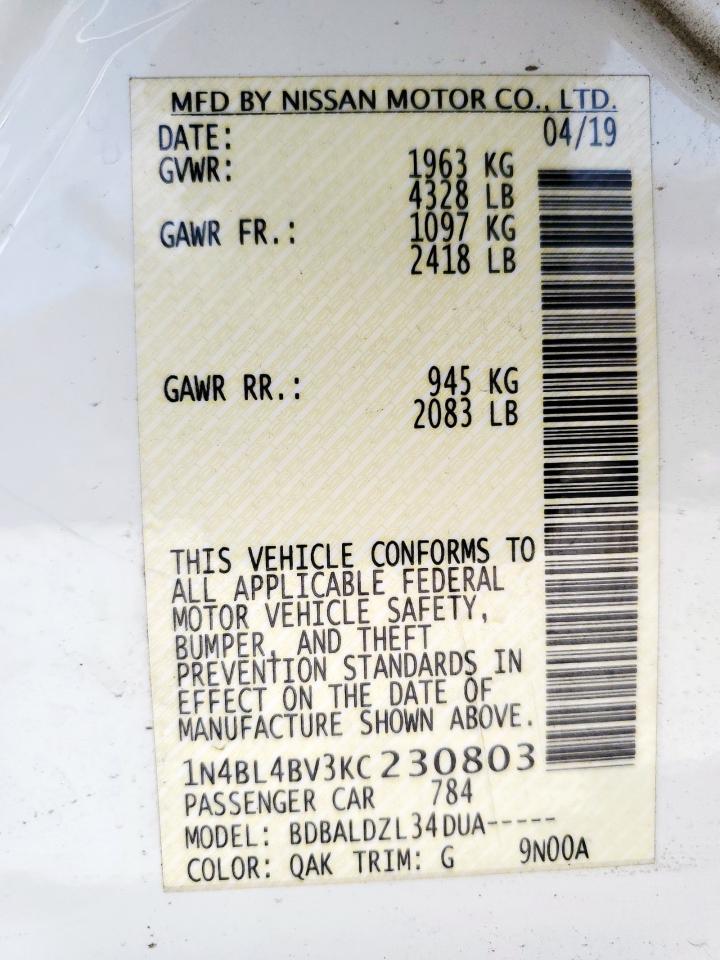 MFD BY NISSAN MOTOR CO., LTD.
DATE: 04/19
GVWR: 1963 KG
4328 LB
GAWR FR.: 1097 KG
2418 LB
GAWR RR.: 945 KG
2083 LB
THIS VEHICLE CONFORMS TO
ALL APPLICABLE FEDERAL
MOTOR VEHICLE SAFETY,
BUMPER, AND THEFT
PREVENTION STANDARDS IN
EFFECT ON THE DATE OF
MANUFACTURE SHOWN ABOVE.
1N4BL4BV3KC230803
PASSENGER CAR 784
MODEL: BDBALDZL34DUA-----
COLOR: QAK TRIM: G 9N00A